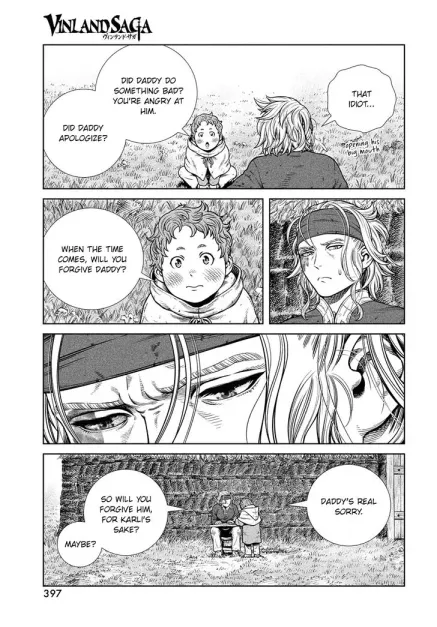 VINLAND SAGA
ヴィンランド・サガ
DID DADDY DO
SOMETHING BAD?
YOU'RE ANGRY AT
HIM.
DID DADDY
APOLOGIZE?
THAT
IDIOT...
opening his
big mouth
WHEN THE TIME
COMES, WILL YOU
FORGIVE DADDY?
DADDY'S REAL
SORRY.
SO WILL YOU
FORGIVE HIM,
FOR KARLI'S
SAKE?
MAYBE?
397